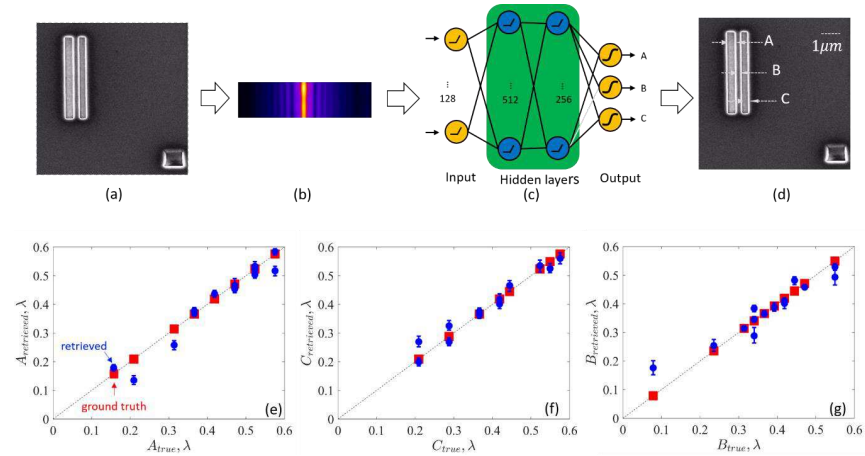 A
B
C
1μm
128
512
256
A
B
C
Input
Hidden layers
Output
(a)
(b)
(c)
(d)
A_retrieved, λ
0.6
0.5
0.4
0.3
0.2
0.1
0
0
0.1
0.2
0.3
0.4
0.5
0.6
A_true, λ
retrieved
ground truth
(e)
C_retrieved, λ
0.6
0.5
0.4
0.3
0.2
0.1
0
0
0.1
0.2
0.3
0.4
0.5
0.6
C_true, λ
(f)
B_retrieved, λ
0.6
0.5
0.4
0.3
0.2
0.1
0
0
0.1
0.2
0.3
0.4
0.5
0.6
B_true, λ
(g)